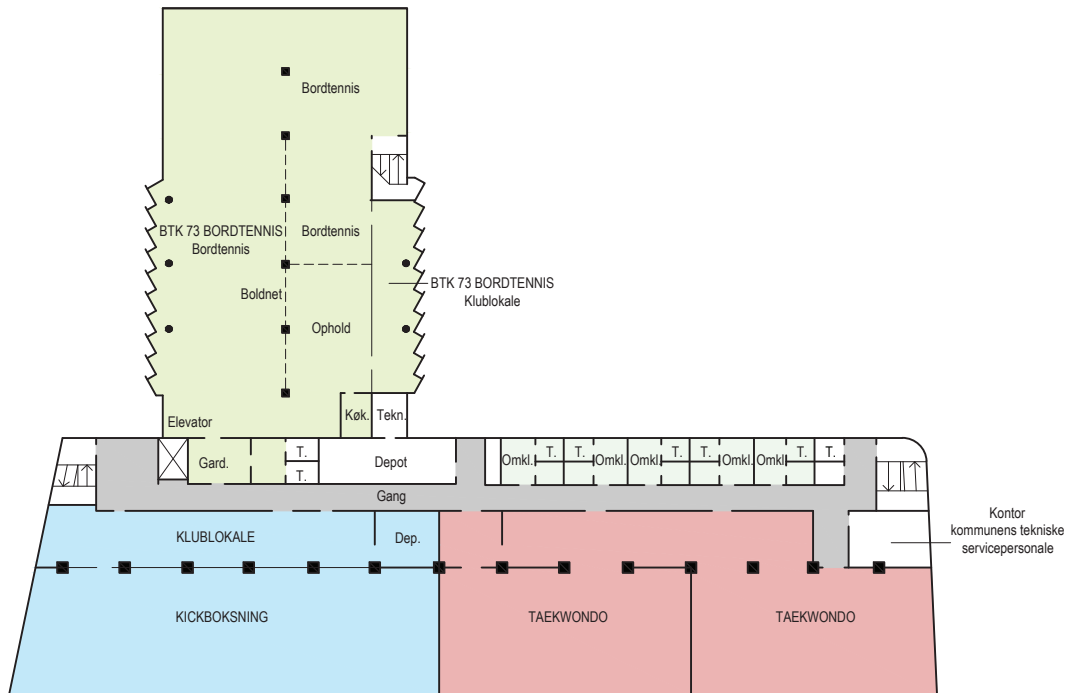 Bordtennis
BTK 73 BORDTENNIS
Bordtennis
Bordtennis
BTK 73 BORDTENNIS
Klublokale
Boldnet
Ophold
Køk.
Tekn.
Elevator
Gard.
T.
T.
Depot
Omkl.
T.
T.
Omkl.
Omkl.
T.
T.
Omkl.
Omkl.
T.
T.
Gang
Kontor
kommunens tekniske
servicepersonale
KLUBLOKALE
Dep.
KICKBOKSNING
TAEKWONDO
TAEKWONDO